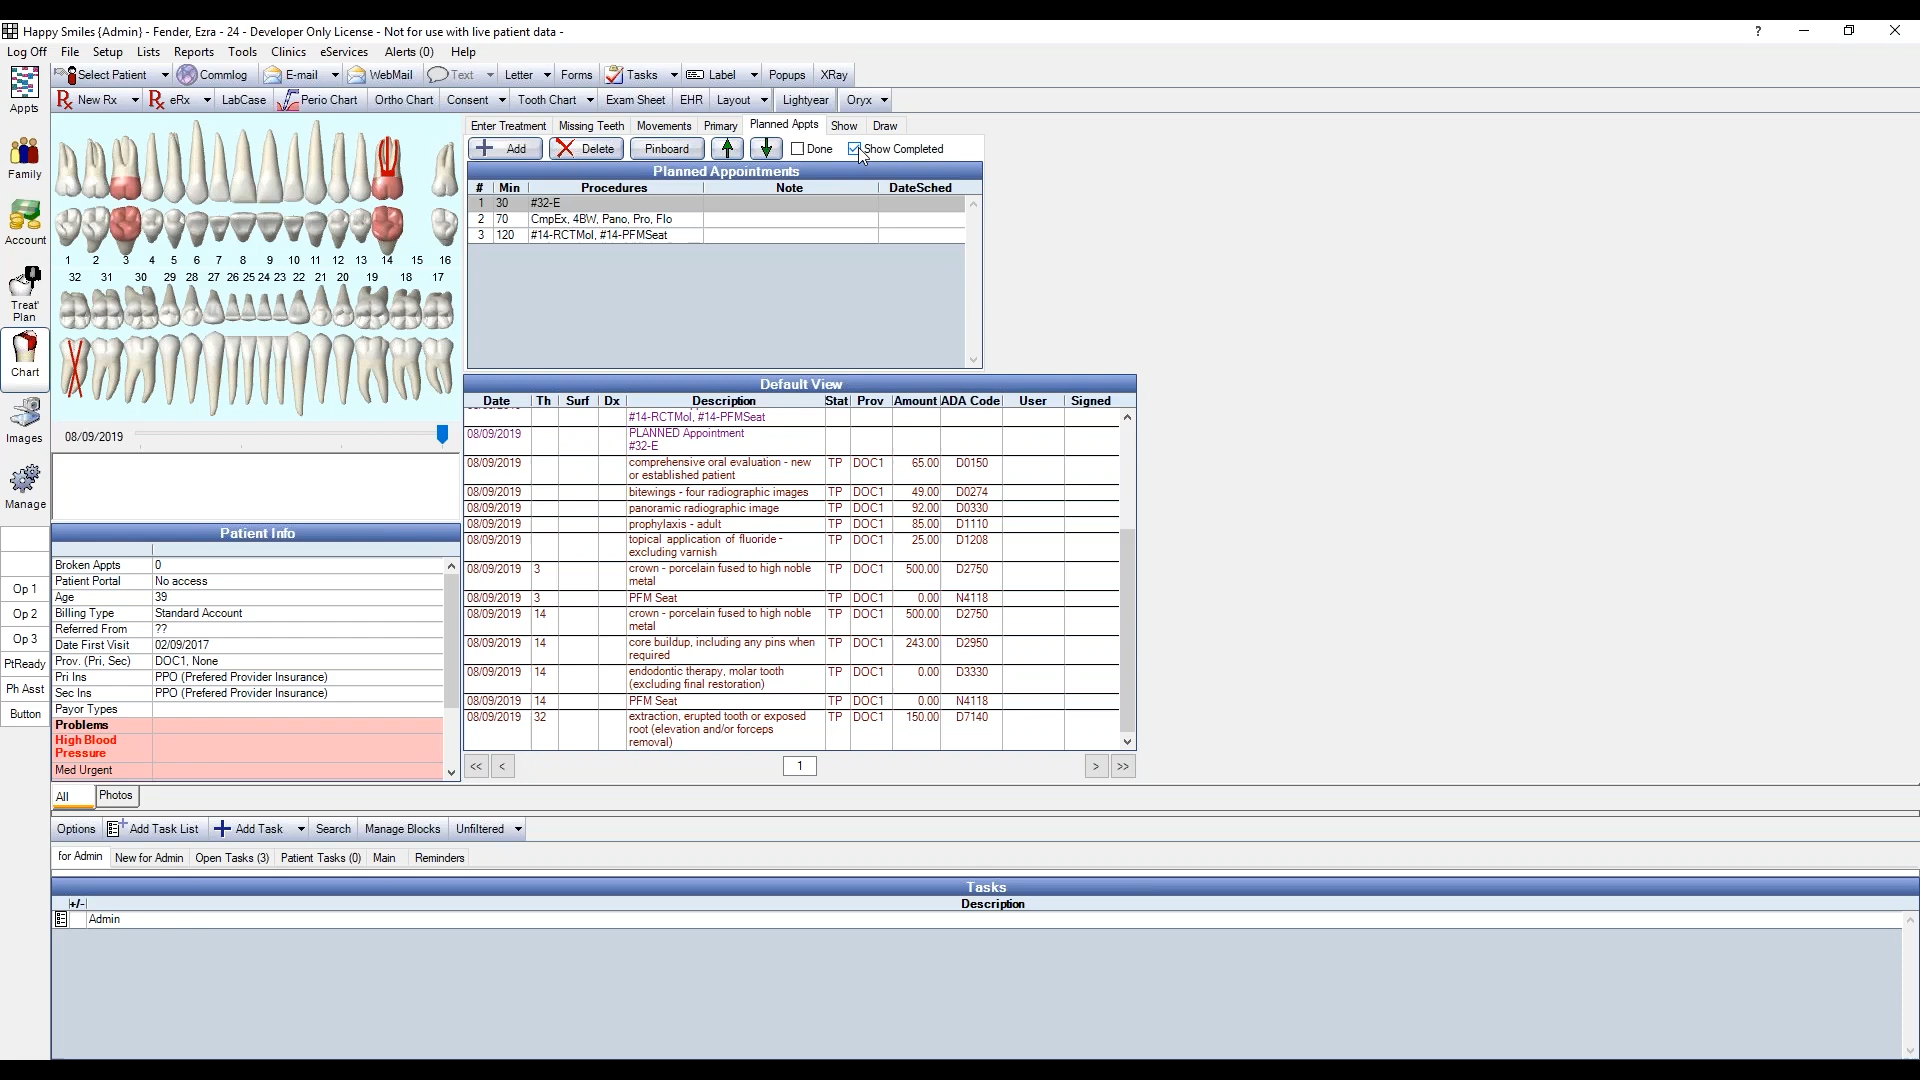 Happy Smiles {Admin} - Fender, Ezra - 24 - Developer Only License - Not for use with live patient data -
Log Off File Setup Lists Reports Tools Clinics eServices Alerts (0) Help
Select Patient Commlog E-mail WebMail Text Letter Forms Tasks Label Popups XRay
New Rx eRx LabCase Perio Chart Ortho Chart Consent Tooth Chart Exam Sheet EHR Layout Lightyear Oryx
Appts
Family
Account
Treat'
Plan
Chart
Images
Manage
Op 1
Op 2
Op 3
PtReady
Ph Asst
Button
1 2 3 4 5 6 7 8 9 10 11 12 13 14 15 16
32 31 30 29 28 27 26 25 24 23 22 21 20 19 18 17
08/09/2019
Enter Treatment Missing Teeth Movements Primary Planned Appts Show Draw
Add Delete Pinboard Done Show Completed
Planned Appointments
# Min Procedures Note DateSched
1 30 #32-E
2 70 CmpEx, 4BW, Pano, Pro, Flo
3 120 #14-RCTMol, #14-PFMSeat
Default View
Date Th Surf Dx Description Stat Prov Amount ADA Code User Signed
#14-RCTMol, #14-PFMSeat
08/09/2019 PLANNED Appointment
#32-E
08/09/2019 comprehensive oral evaluation - new TP DOC1 65.00 D0150
or established patient
08/09/2019 bitewings - four radiographic images TP DOC1 49.00 D0274
08/09/2019 panoramic radiographic image TP DOC1 92.00 D0330
08/09/2019 prophylaxis - adult TP DOC1 85.00 D1110
08/09/2019 topical application of fluoride - TP DOC1 25.00 D1208
excluding varnish
08/09/2019 3 crown - porcelain fused to high noble TP DOC1 500.00 D2750
metal
08/09/2019 3 PFM Seat TP DOC1 0.00 N4118
08/09/2019 14 crown - porcelain fused to high noble TP DOC1 500.00 D2750
metal
08/09/2019 14 core buildup, including any pins when TP DOC1 243.00 D2950
required
08/09/2019 14 endodontic therapy, molar tooth TP DOC1 0.00 D3330
(excluding final restoration)
08/09/2019 14 PFM Seat TP DOC1 0.00 N4118
08/09/2019 32 extraction, erupted tooth or exposed TP DOC1 150.00 D7140
root (elevation and/or forceps
removal)
<< < 1 > >>
Patient Info
Broken Appts 0
Patient Portal No access
Age 39
Billing Type Standard Account
Referred From ??
Date First Visit 02/09/2017
Prov. (Pri, Sec) DOC1, None
Pri Ins PPO (Prefered Provider Insurance)
Sec Ins PPO (Prefered Provider Insurance)
Payor Types
Problems
High Blood
Pressure
Med Urgent
All Photos
Options Add Task List Add Task Search Manage Blocks Unfiltered
for Admin New for Admin Open Tasks (3) Patient Tasks (0) Main Reminders
Tasks
+/- Description
Admin